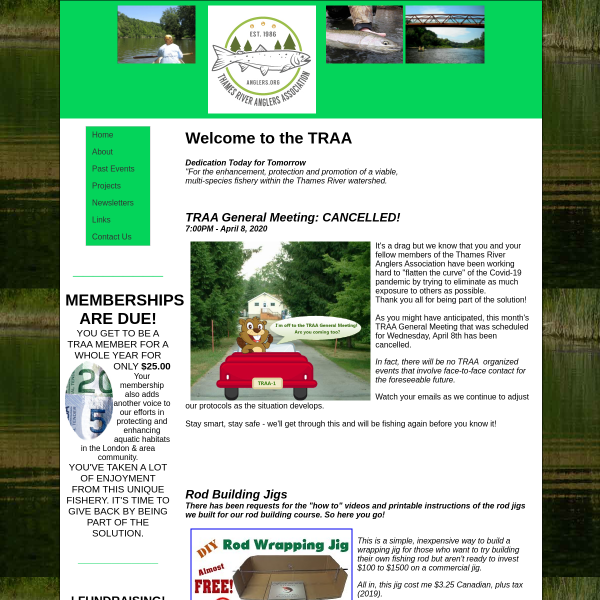 EST. 1986
ANGLERS.ORG
THAMES RIVER ANGLERS ASSOCIATION
Home
About
Past Events
Projects
Newsletters
Links
Contact Us
MEMBERSHIPS
ARE DUE!
YOU GET TO BE A
TRAA MEMBER FOR A
WHOLE YEAR FOR
ONLY $25.00
Your
membership
also adds
another voice to
our efforts in
protecting and
enhancing
aquatic habitats
in the London & area
community.
YOU'VE TAKEN A LOT
OF ENJOYMENT
FROM THIS UNIQUE
FISHERY. IT'S TIME TO
GIVE BACK BY BEING
PART OF THE
SOLUTION.
Welcome to the TRAA
Dedication Today for Tomorrow
"For the enhancement, protection and promotion of a viable,
multi-species fishery within the Thames River watershed.
TRAA General Meeting: CANCELLED!
7:00PM - April 8, 2020
I'm off to the TRAA General Meeting!
Are you coming too?
TRAA-1
It's a drag but we know that you and your
fellow members of the Thames River
Anglers Association have been working
hard to "flatten the curve" of the Covid-19
pandemic by trying to eliminate as much
exposure to others as possible.
Thank you all for being part of the solution!
As you might have anticipated, this month's
TRAA General Meeting that was scheduled
for Wednesday, April 8th has been
cancelled.
In fact, there will be no TRAA organized
events that involve face-to-face contact for
the foreseeable future.
Watch your emails as we continue to adjust
our protocols as the situation develops.
Stay smart, stay safe - we'll get through this and will be fishing again before you know it!
Rod Building Jigs
There has been requests for the "how to" videos and printable instructions of the rod jigs
we built for our rod building course. So here you go!
DIY Rod Wrapping Jig
Almost
FREE!
This is a simple, inexpensive way to build a
wrapping jig for those who want to try building
their own fishing rod but aren't ready to invest
$100 to $1500 on a commercial jig.
All in, this jig cost me $3.25 Canadian, plus tax
(2019).